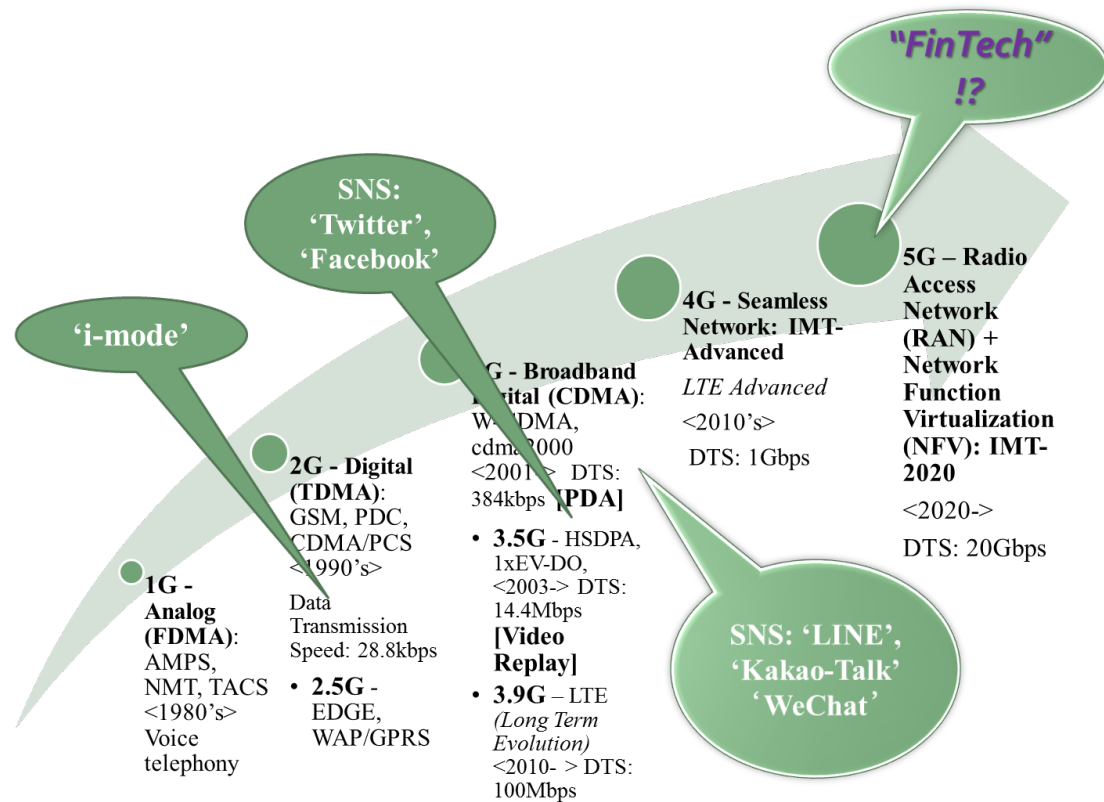 “FinTech”
!?
SNS:
‘Twitter’,
‘Facebook’
‘i-mode’
1G -
Analog
(FDMA):
AMPS,
NMT, TACS
<1980’s>
Voice
telephony
2G - Digital
(TDMA):
GSM, PDC,
CDMA/PCS
<1990’s>
Data
Transmission
Speed: 28.8kbps
• 2.5G -
EDGE,
WAP/GPRS
G - Broadband
Digital (CDMA):
W-CDMA,
cdma2000
<2001-> DTS:
384kbps [PDA]
• 3.5G - HSDPA,
1xEV-DO,
<2003-> DTS:
14.4Mbps
[Video
Replay]
• 3.9G – LTE
(Long Term
Evolution)
<2010- > DTS:
100Mbps
4G - Seamless
Network: IMT-
Advanced
LTE Advanced
<2010’s>
DTS: 1Gbps
5G – Radio
Access
Network
(RAN) +
Network
Function
Virtualization
(NFV): IMT-
2020
<2020->
DTS: 20Gbps
SNS: ‘LINE’,
‘Kakao-Talk’
‘WeChat’